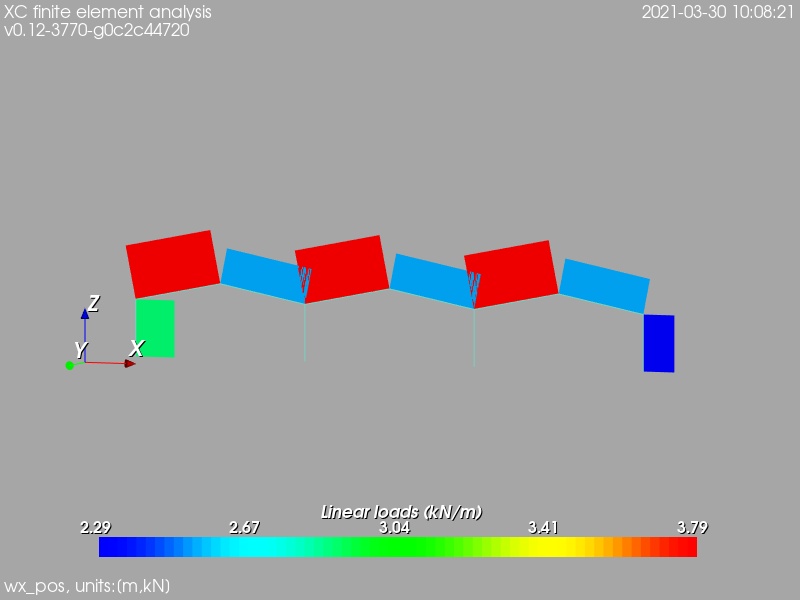 XC finite element analysis
2021-03-30 10:08:21
v0.12-3770-g0c2c44720
Z
Y
X
Linear loads (kN/m)
2.29 2.67 3.04 3.41 3.79
wx_pos, units:[m,kN]